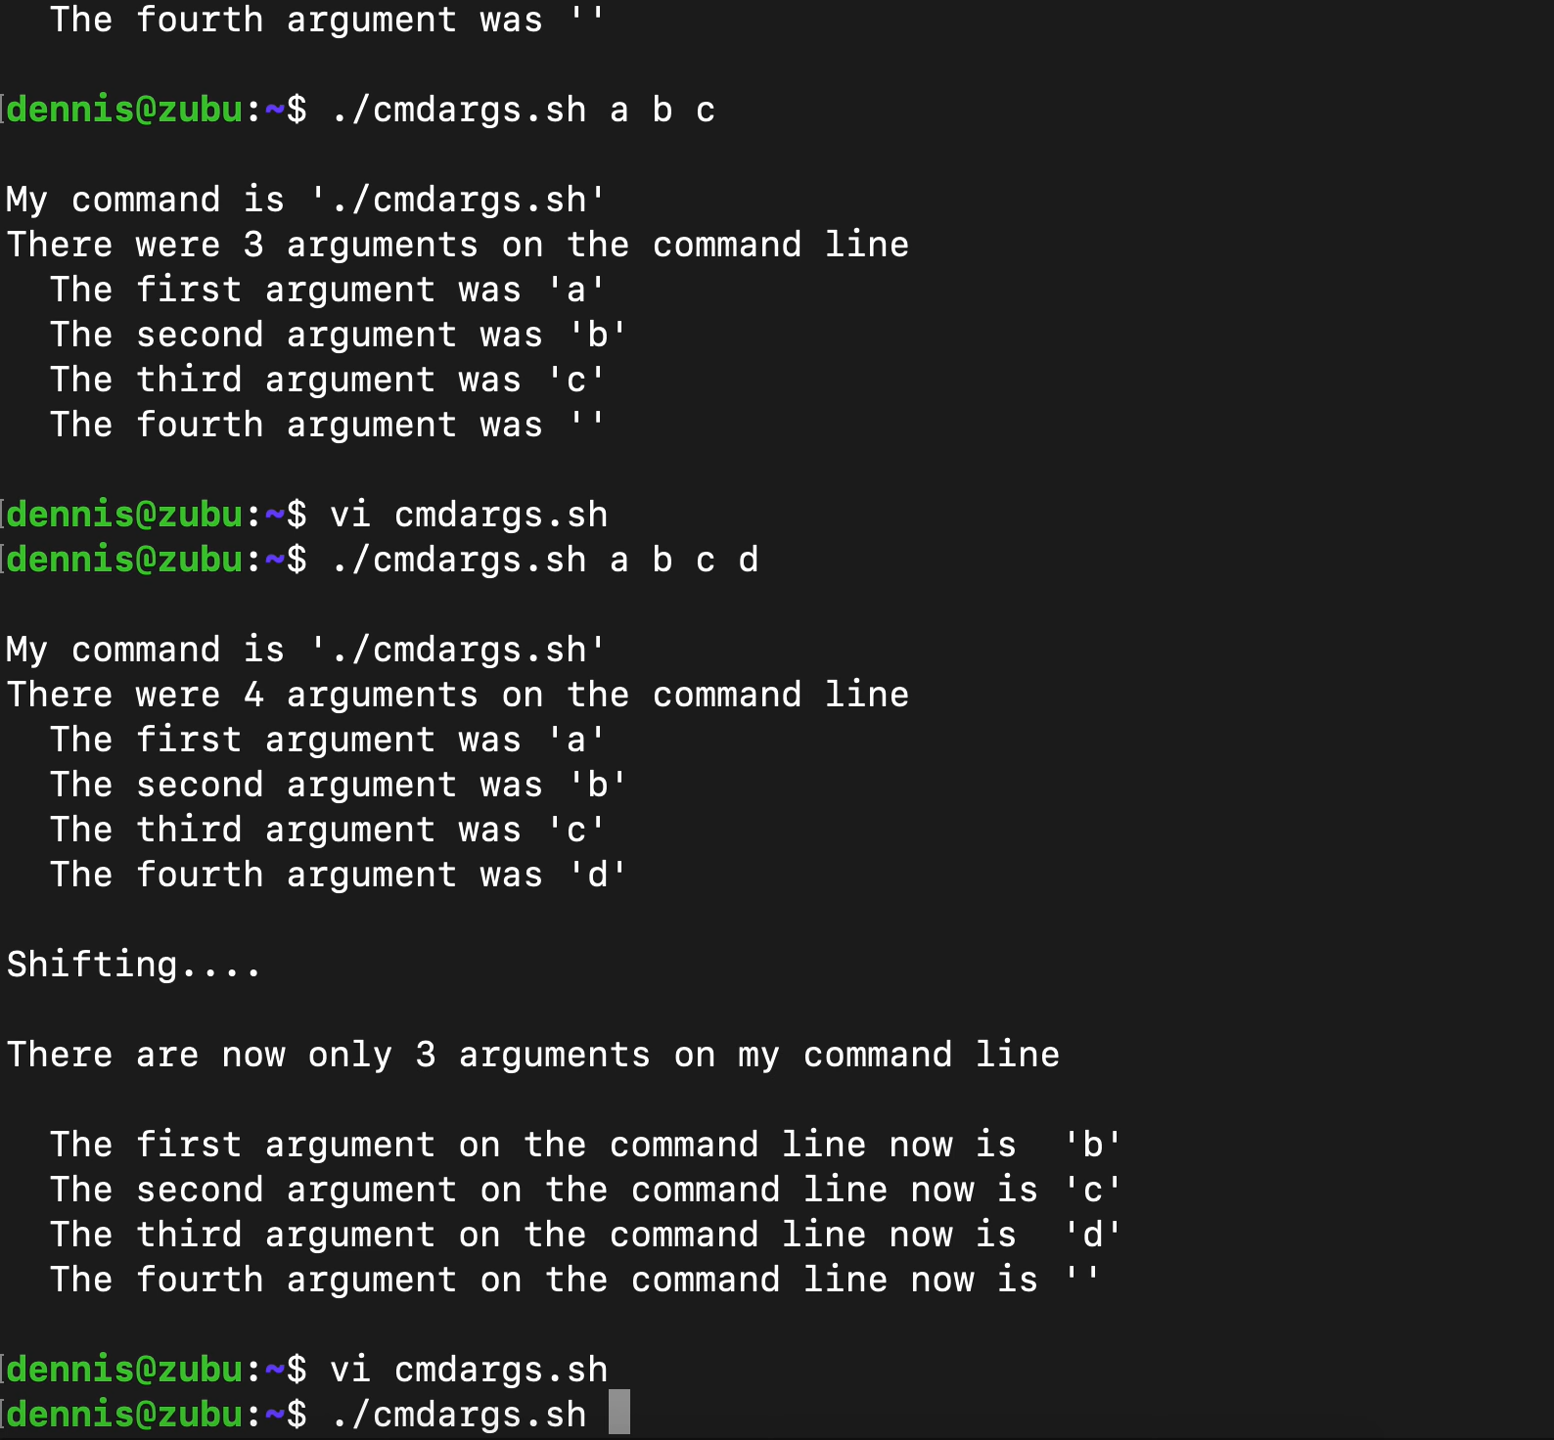 The fourth argument was ''

dennis@zubu:~$ ./cmdargs.sh a b c

My command is './cmdargs.sh'
There were 3 arguments on the command line
  The first argument was 'a'
  The second argument was 'b'
  The third argument was 'c'
  The fourth argument was ''

dennis@zubu:~$ vi cmdargs.sh
dennis@zubu:~$ ./cmdargs.sh a b c d

My command is './cmdargs.sh'
There were 4 arguments on the command line
  The first argument was 'a'
  The second argument was 'b'
  The third argument was 'c'
  The fourth argument was 'd'

Shifting....

There are now only 3 arguments on my command line

  The first argument on the command line now is  'b'
  The second argument on the command line now is 'c'
  The third argument on the command line now is  'd'
  The fourth argument on the command line now is ''

dennis@zubu:~$ vi cmdargs.sh
dennis@zubu:~$ ./cmdargs.sh